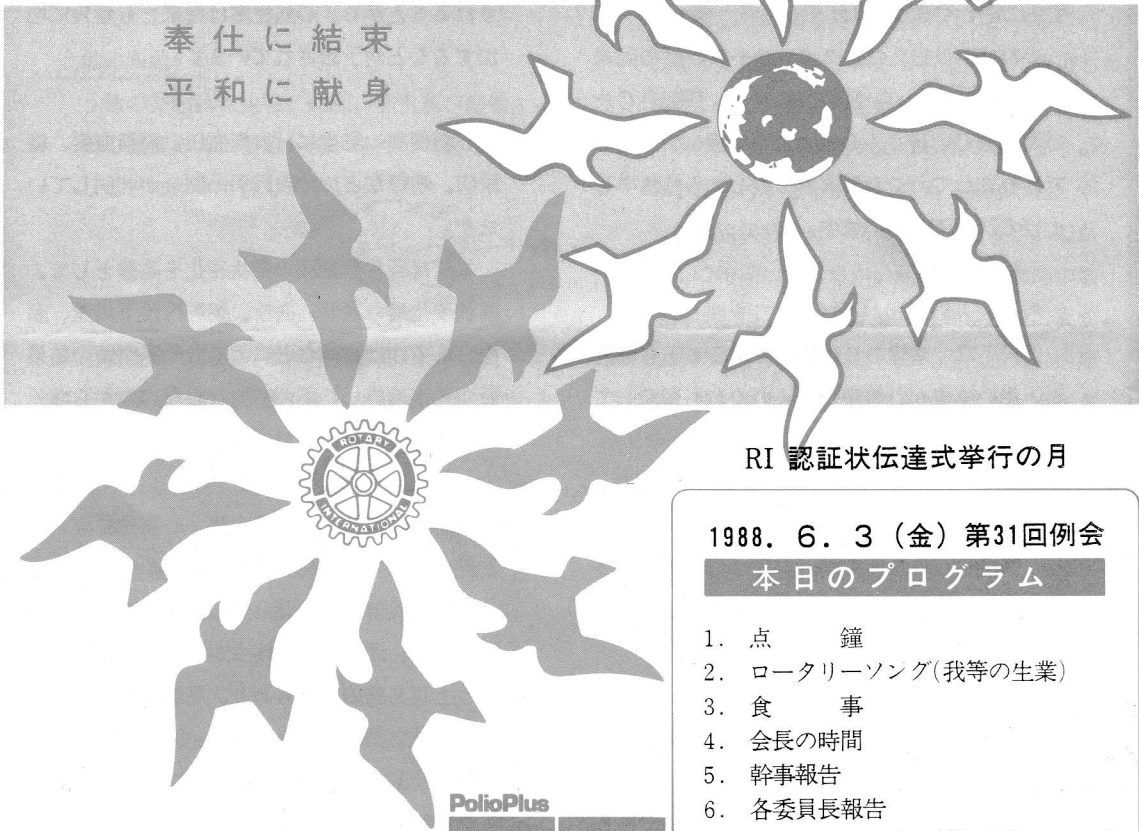 奉仕に結束
平和に献身
ROTARY
INTERNATIONAL
RI 認証状伝達式挙行の月
1988. 6. 3 (金) 第31回例会
本日のプログラム
1. 点　　鐘
2. ロータリーソング(我等の生業)
3. 食　　事
4. 会長の時間
5. 幹事報告
6. 各委員長報告
PolioPlus